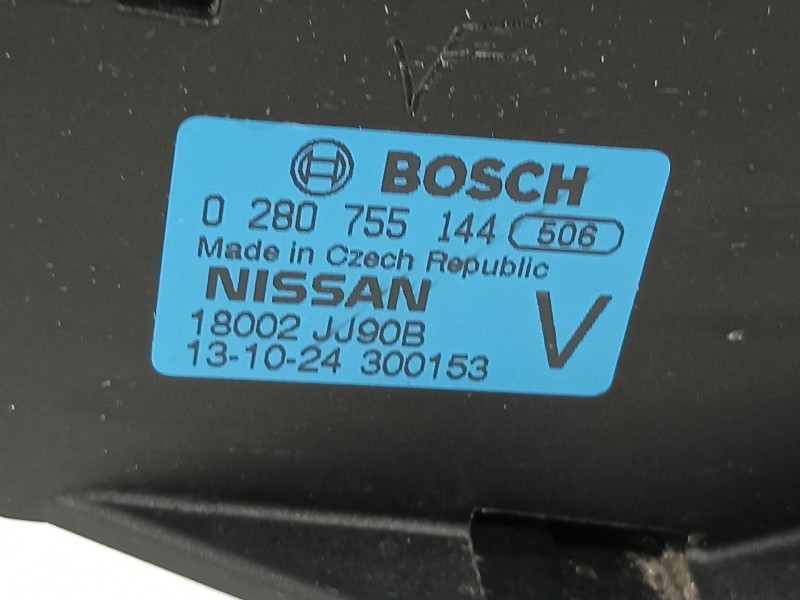 BOSCH
0 280 755 144 506
Made in Czech Republic
NISSAN
18002 JJ90B
13-10-24 300153
V